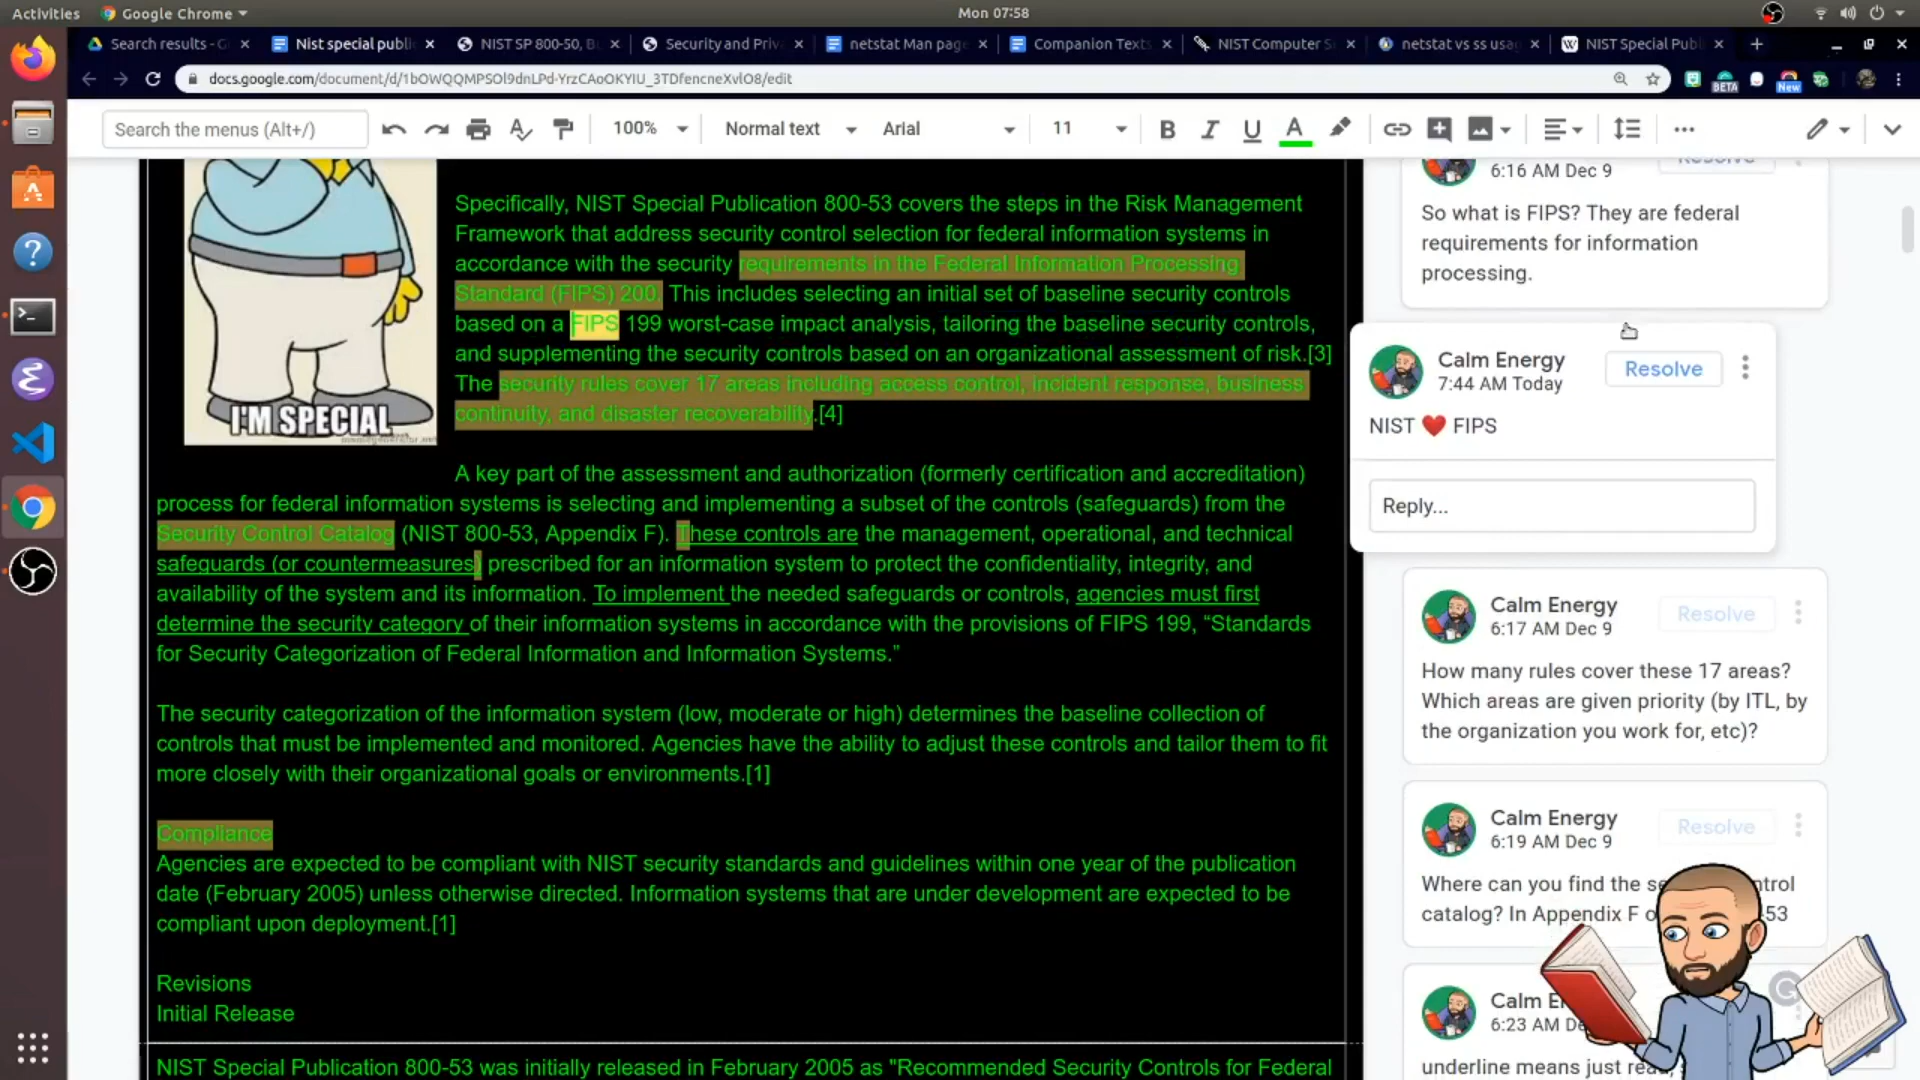 Activities
Google Chrome
Mon 07:58
Search results - G
Nist special publi
NIST SP 800-50, B
Security and Priv
netstat Man page
Companion Texts
NIST Computer S
netstat vs ss usag
NIST Special Pub
docs.google.com/document/d/1bOWQQMPSOl9dnLPd-YrzCAoOKYIU_3TDfencneXvlO8/edit
BETA
New
Search the menus (Alt+/)
100%
Normal text
Arial
11
B I U A
Specifically, NIST Special Publication 800-53 covers the steps in the Risk Management
Framework that address security control selection for federal information systems in
accordance with the security requirements in the Federal Information Processing
Standard (FIPS) 200. This includes selecting an initial set of baseline security controls
based on a FIPS 199 worst-case impact analysis, tailoring the baseline security controls,
and supplementing the security controls based on an organizational assessment of risk.[3]
The security rules cover 17 areas including access control, incident response, business
continuity, and disaster recoverability.[4]
I'M SPECIAL
A key part of the assessment and authorization (formerly certification and accreditation)
process for federal information systems is selecting and implementing a subset of the controls (safeguards) from the
Security Control Catalog (NIST 800-53, Appendix F). These controls are the management, operational, and technical
safeguards (or countermeasures) prescribed for an information system to protect the confidentiality, integrity, and
availability of the system and its information. To implement the needed safeguards or controls, agencies must first
determine the security category of their information systems in accordance with the provisions of FIPS 199, “Standards
for Security Categorization of Federal Information and Information Systems.”
The security categorization of the information system (low, moderate or high) determines the baseline collection of
controls that must be implemented and monitored. Agencies have the ability to adjust these controls and tailor them to fit
more closely with their organizational goals or environments.[1]
Compliance
Agencies are expected to be compliant with NIST security standards and guidelines within one year of the publication
date (February 2005) unless otherwise directed. Information systems that are under development are expected to be
compliant upon deployment.[1]
Revisions
Initial Release
NIST Special Publication 800-53 was initially released in February 2005 as "Recommended Security Controls for Federal
6:16 AM Dec 9
Resolve
So what is FIPS? They are federal
requirements for information
processing.
Calm Energy
7:44 AM Today
Resolve
NIST ❤️ FIPS
Reply...
Calm Energy
6:17 AM Dec 9
Resolve
How many rules cover these 17 areas?
Which areas are given priority (by ITL, by
the organization you work for, etc)?
Calm Energy
6:19 AM Dec 9
Resolve
Where can you find the se ntrol
catalog? In Appendix F o -53
Calm E
6:23 AM De
underline means just rea